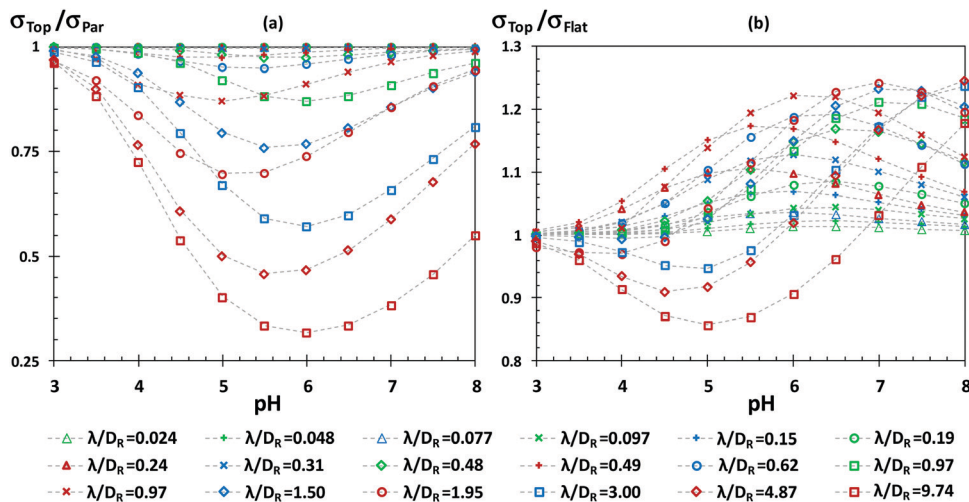 σTop/σPar (a)
1
0.75
0.5
0.25
3 4 5 6 7 8
pH
σTop/σFlat (b)
1.3
1.2
1.1
1
0.9
0.8
3 4 5 6 7 8
pH
λ/DR=0.024 λ/DR=0.048 λ/DR=0.077 λ/DR=0.097 λ/DR=0.15 λ/DR=0.19
λ/DR=0.24 λ/DR=0.31 λ/DR=0.48 λ/DR=0.49 λ/DR=0.62 λ/DR=0.97
λ/DR=0.97 λ/DR=1.50 λ/DR=1.95 λ/DR=3.00 λ/DR=4.87 λ/DR=9.74